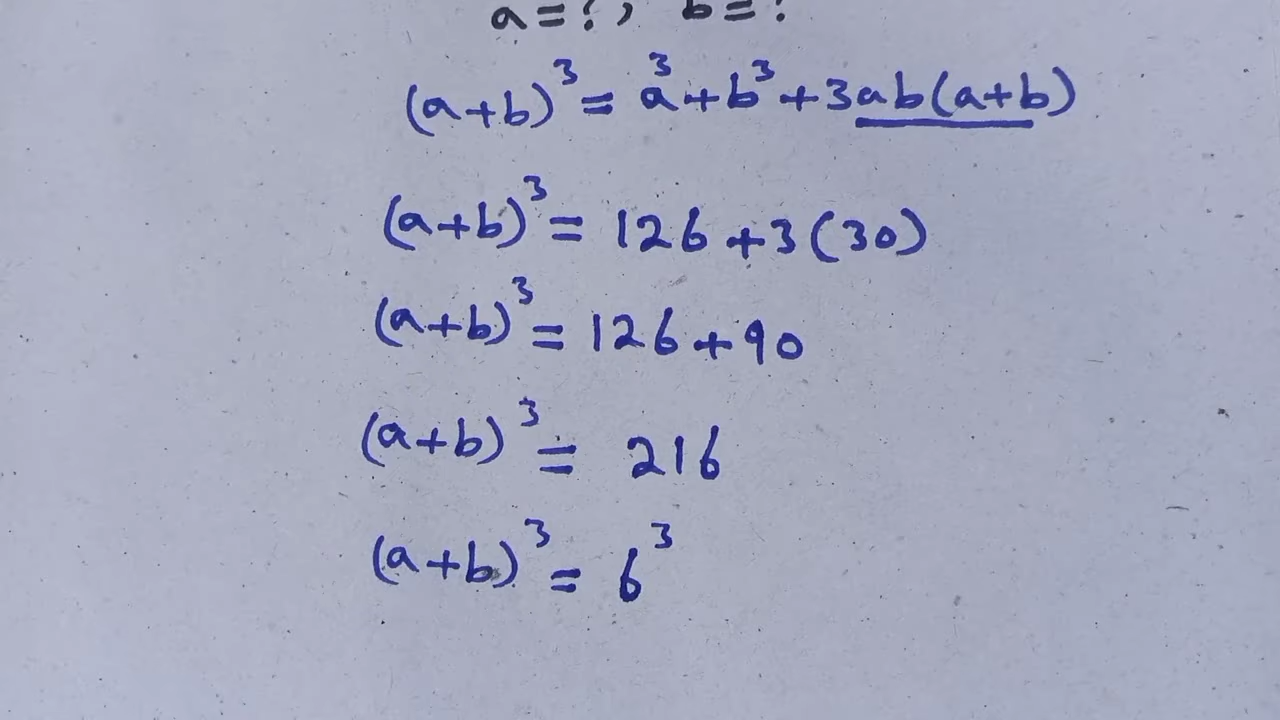 a=?, b=?
(a+b)³= a³+b³+3ab(a+b)
(a+b)³= 126+3(30)
(a+b)³=126+90
(a+b)³= 216
(a+b)³= 6³